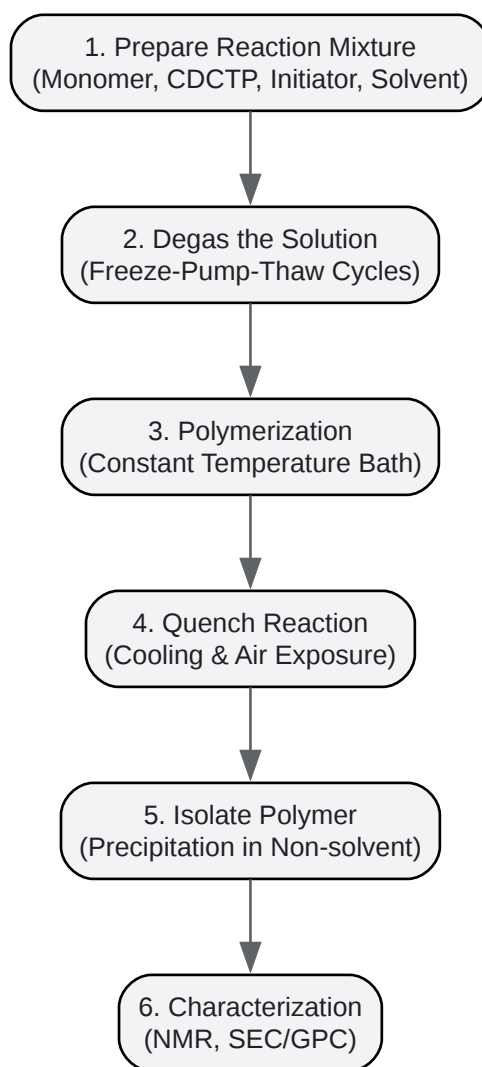 1. Prepare Reaction Mixture
(Monomer, CDCTP, Initiator, Solvent)
2. Degas the Solution
(Freeze-Pump-Thaw Cycles)
3. Polymerization
(Constant Temperature Bath)
4. Quench Reaction
(Cooling & Air Exposure)
5. Isolate Polymer
(Precipitation in Non-solvent)
6. Characterization
(NMR, SEC/GPC)